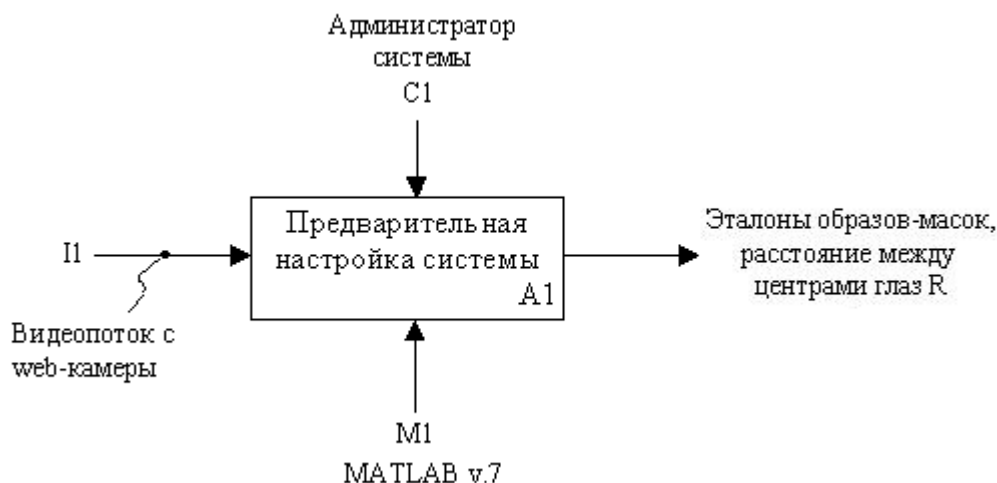 Администратор
системы
C1
Предварительная
настройка системы
A1
I1
Видеопоток с
web-камеры
Эталоны образов-масок,
расстояние между
центрами глаз R
M1
MATLAB v.7